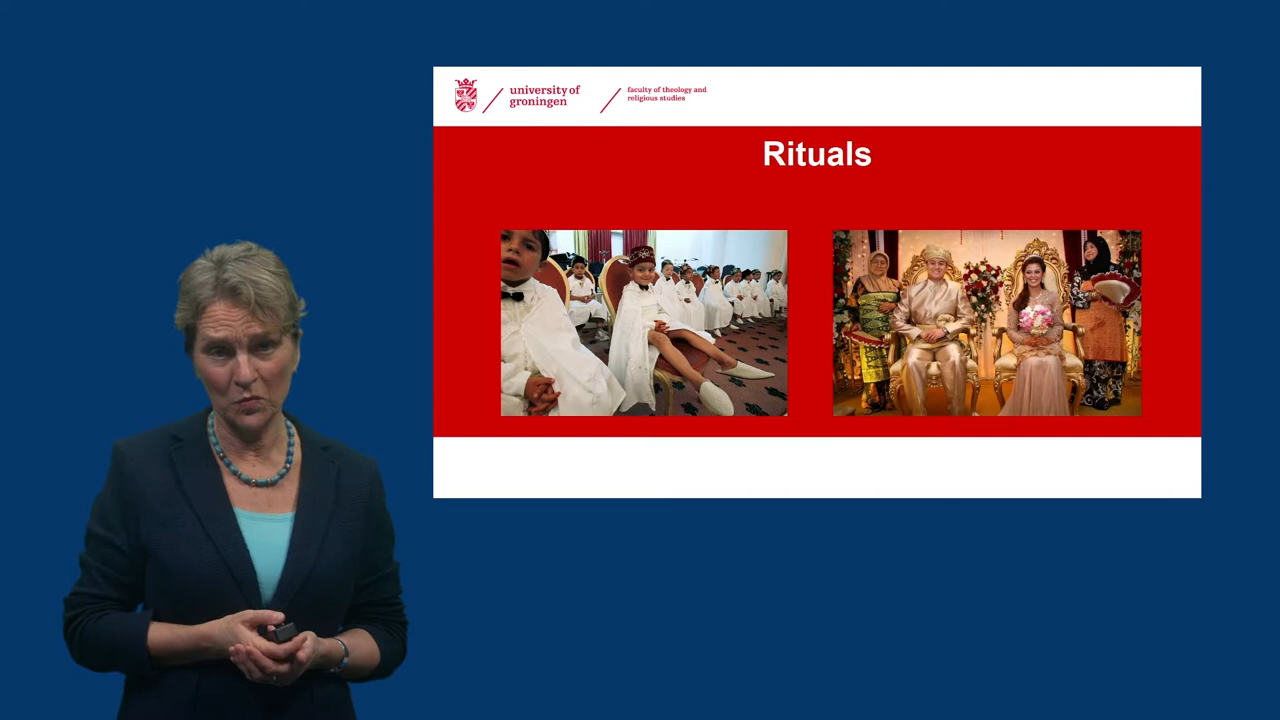 university of
groningen
faculty of theology and
religious studies
Rituals